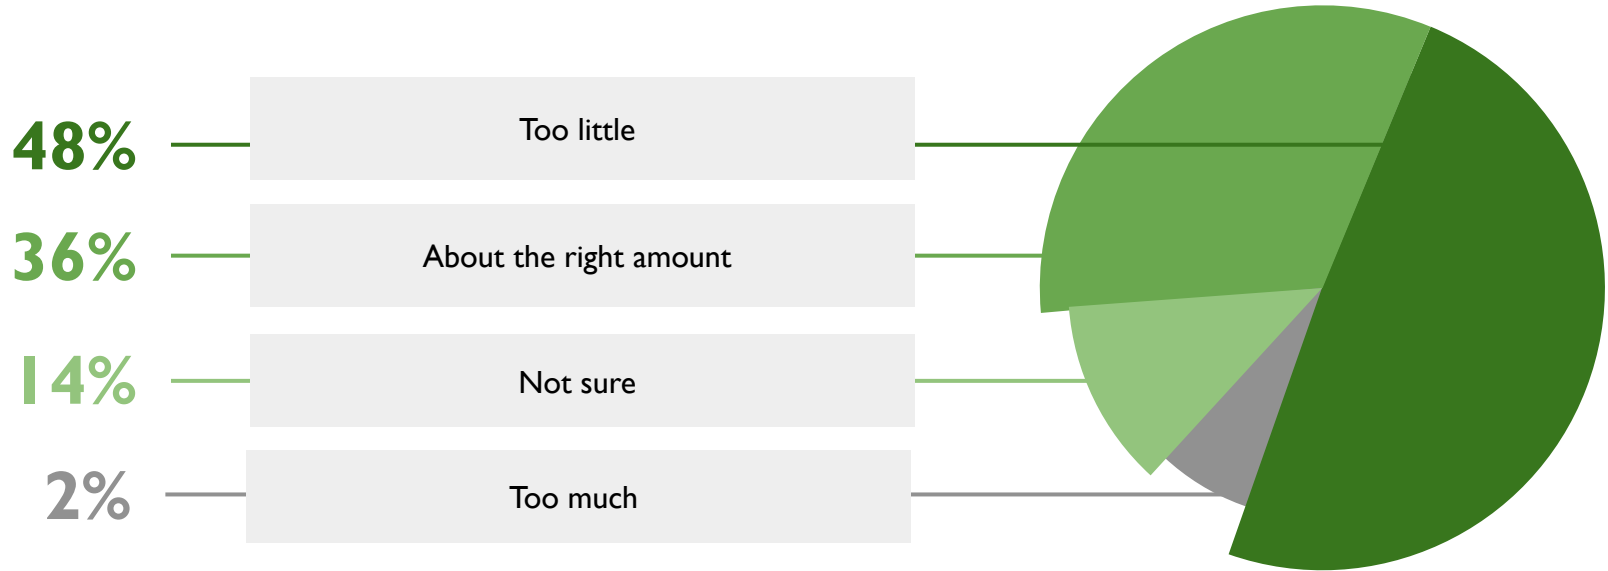 48% Too little
36% About the right amount
14% Not sure
2% Too much